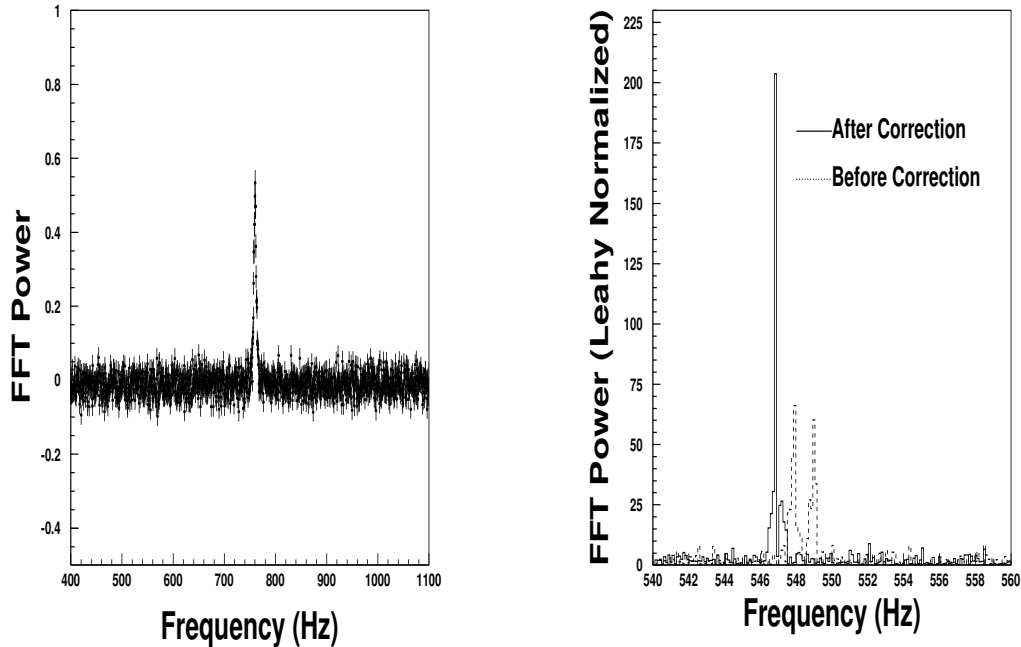 FFT Power
1
0.8
0.6
0.4
0.2
0
-0.2
-0.4
400 500 600 700 800 900 1000 1100
Frequency (Hz)
FFT Power (Leahy Normalized)
225
200
175
150
125
100
75
50
25
0
After Correction
Before Correction
540 542 544 546 548 550 552 554 556 558 560
Frequency (Hz)